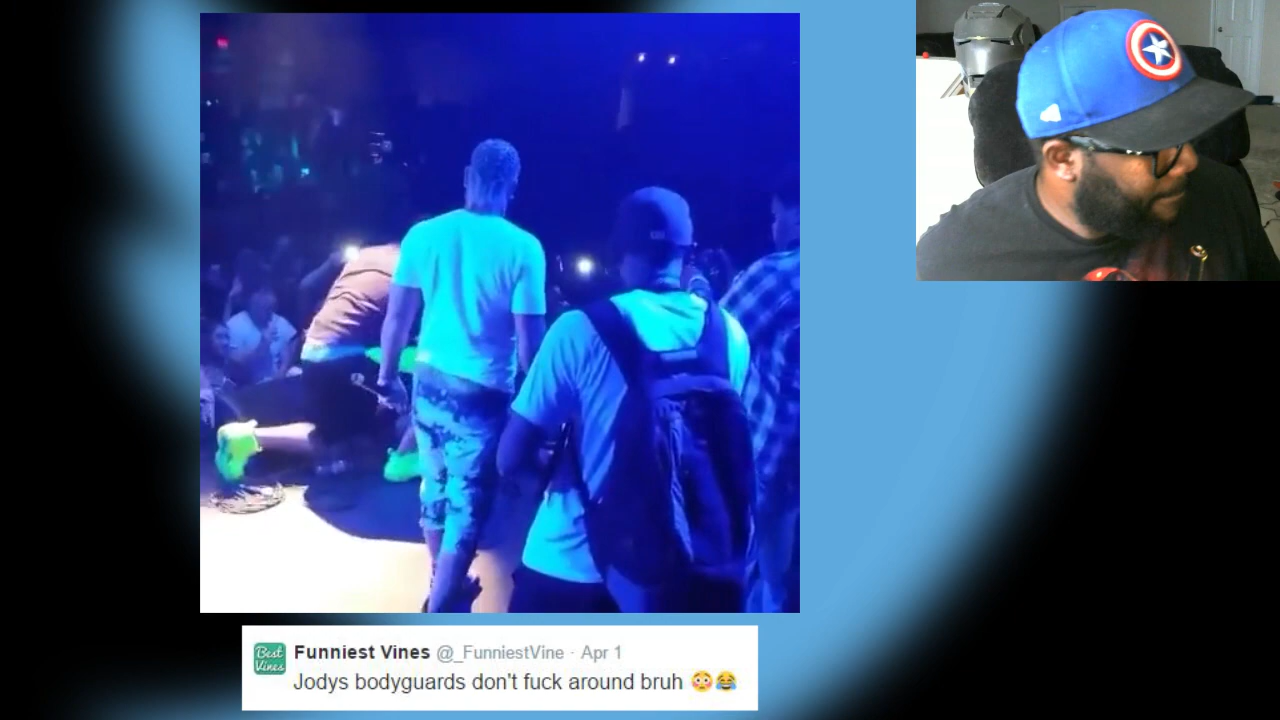 Best Vines
Funniest Vines @_FunniestVine · Apr 1
Jodys bodyguards don't fuck around bruh 😳😂